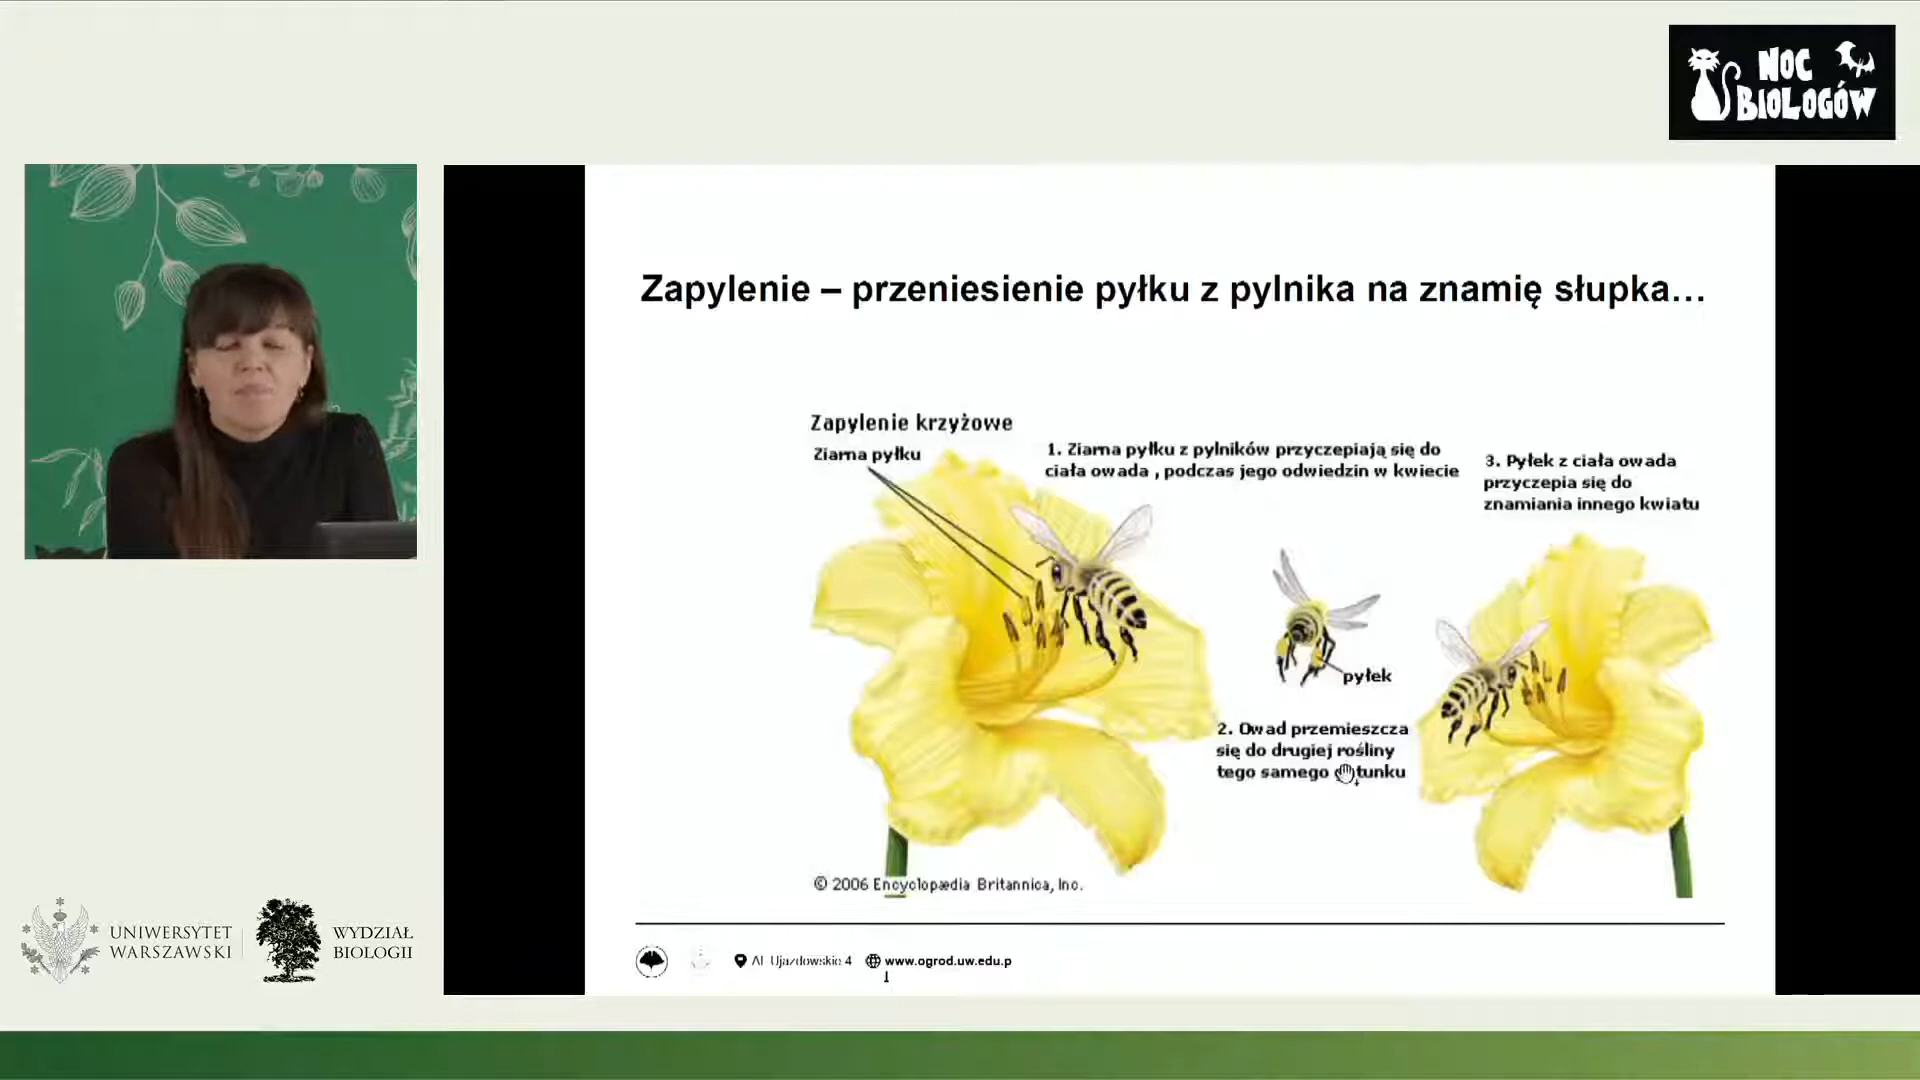 NOC
BIOLOGÓW
Zapylenie – przeniesienie pyłku z pylnika na znamię słupka...
Zapylenie krzyżowe
Ziarna pyłku
1. Ziarna pyłku z pylników przyczepiają się do
ciała owada , podczas jego odwiedzin w kwiecie
3. Pyłek z ciała owada
przyczepia się do
znamiania innego kwiatu
pyłek
2. Owad przemieszcza
się do drugiej rośliny
tego samego
© 2006 Encyclopædia Britannica, Inc.
UNIWERSYTET
WARSZAWSKI
WYDZIAŁ
BIOLOGII
Al. Ujazdowskie 4
www.ogrod.uw.edu.p
l